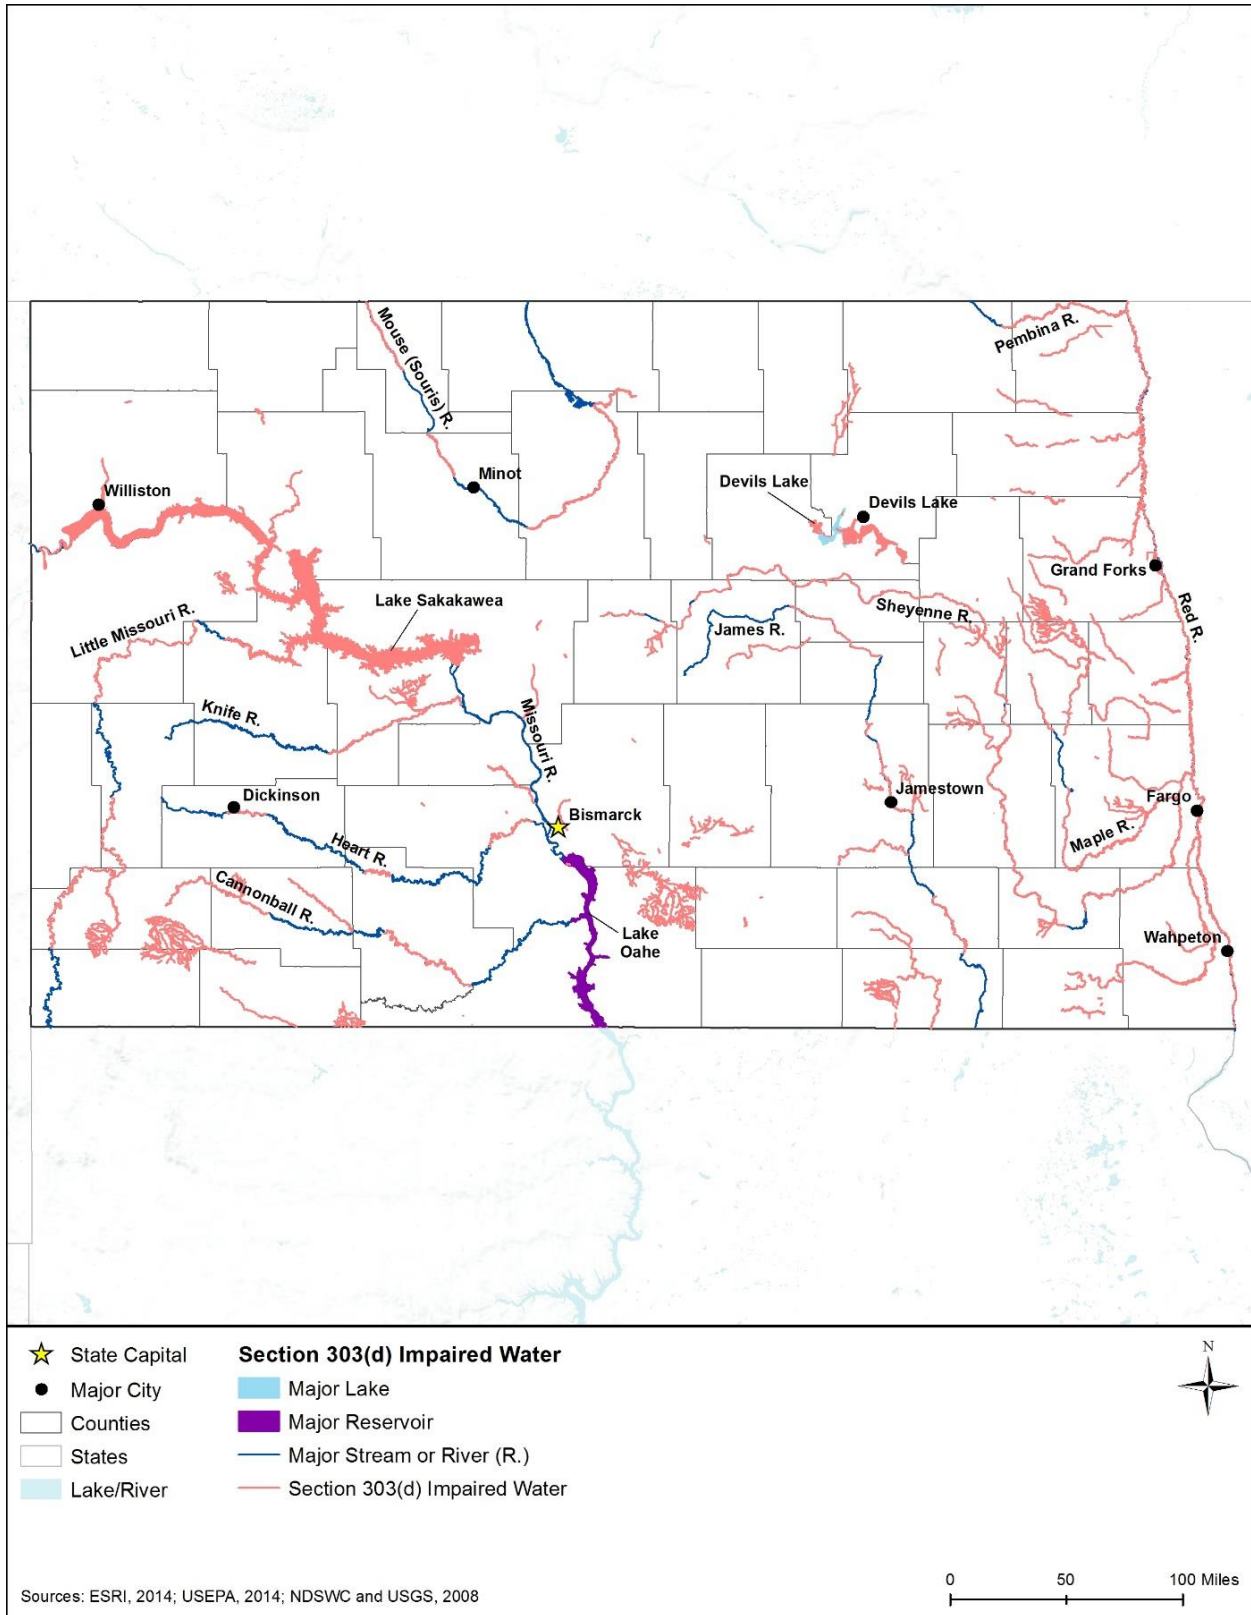 Mouse (Souris) R.
Pembina R.
Minot
Williston
Devils Lake
Devils Lake
Grand Forks
Lake Sakakawea
Sheyenne R.
Red R.
Little Missouri R.
James R.
Knife R.
Missouri R.
Dickinson
Jamestown
Fargo
Bismarck
Heart R.
Maple R.
Cannonball R.
Lake
Oahe
Wahpeton
State Capital
Major City
Counties
States
Lake/River
Section 303(d) Impaired Water
Major Lake
Major Reservoir
Major Stream or River (R.)
Section 303(d) Impaired Water
N
0 50 100 Miles
Sources: ESRI, 2014; USEPA, 2014; NDSWC and USGS, 2008